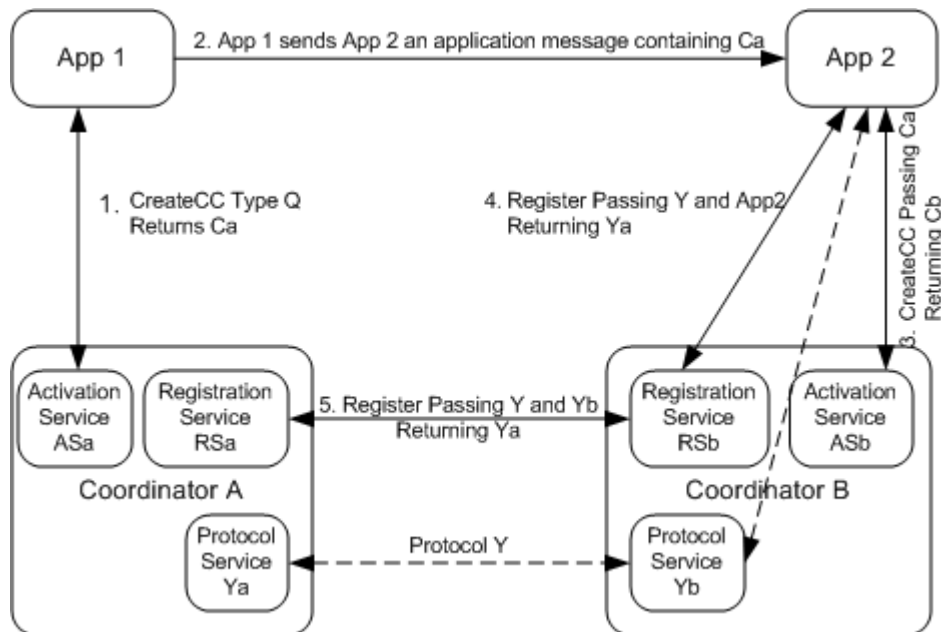 App 1
2. App 1 sends App 2 an application message containing Ca
App 2
1. CreateCC Type Q
Returns Ca
4. Register Passing Y and App2
Returning Ya
3. CreateCC Passing Ca
Returning Cb
Activation
Service
ASa
Registration
Service
RSa
5. Register Passing Y and Yb
Returning Ya
Registration
Service
RSb
Activation
Service
ASb
Coordinator A
Coordinator B
Protocol
Service
Ya
Protocol Y
Protocol
Service
Yb